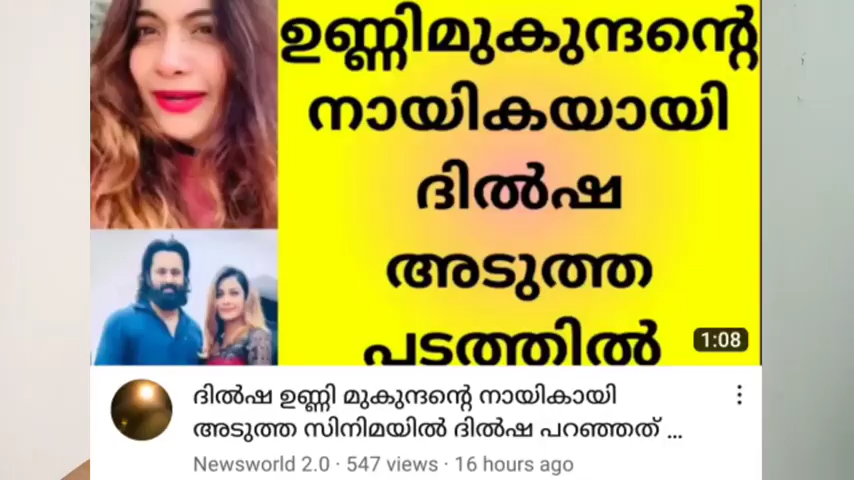 ഉണ്ണിമുകുന്ദന്റെ
നായികയായി
ദിൽഷ
അടുത്ത
പടത്തിൽ
1:08
ദിൽഷ ഉണ്ണി മുകുന്ദന്റെ നായികായി
അടുത്ത സിനിമയിൽ ദിൽഷ പറഞ്ഞത് ...
Newsworld 2.0 · 547 views · 16 hours ago